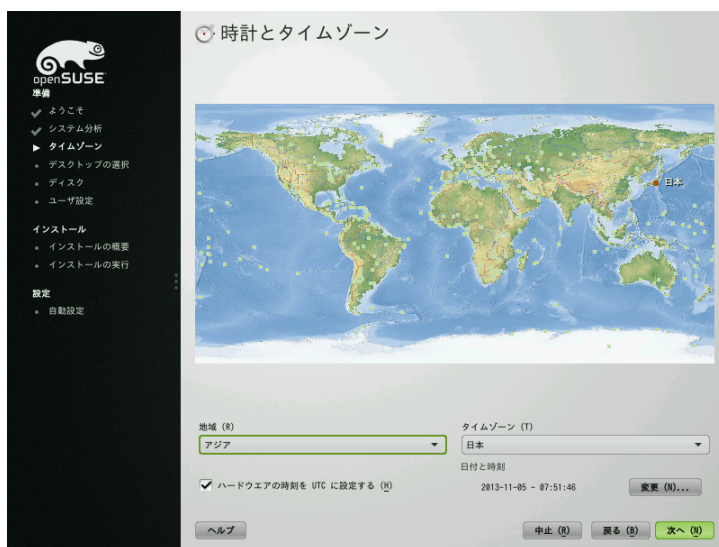 openSUSE
準備
ようこそ
システム分析
タイムゾーン
デスクトップの選択
ディスク
ユーザ設定
インストール
インストールの概要
インストールの実行
設定
自動設定
時計とタイムゾーン
日本
地域 (R)
アジア
ハードウエアの時刻を UTC に設定する (H)
タイムゾーン (T)
日本
日付と時刻
2013-11-05 - 07:51:46
変更 (N)...
ヘルプ
中止 (R)
戻る (B)
次へ (N)